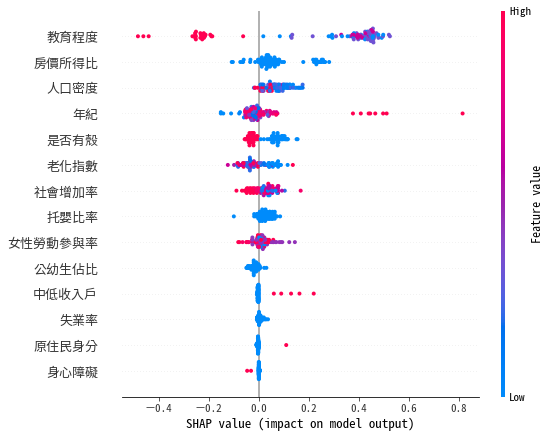 High
教育程度
房價所得比
人口密度
年紀
是否有殼
老化指數
社會增加率
托嬰比率
女性勞動參與率
公幼生佔比
中低收入戶
失業率
原住民身分
身心障礙
Feature value
Low
−0.4 −0.2 0.0 0.2 0.4 0.6 0.8
SHAP value (impact on model output)